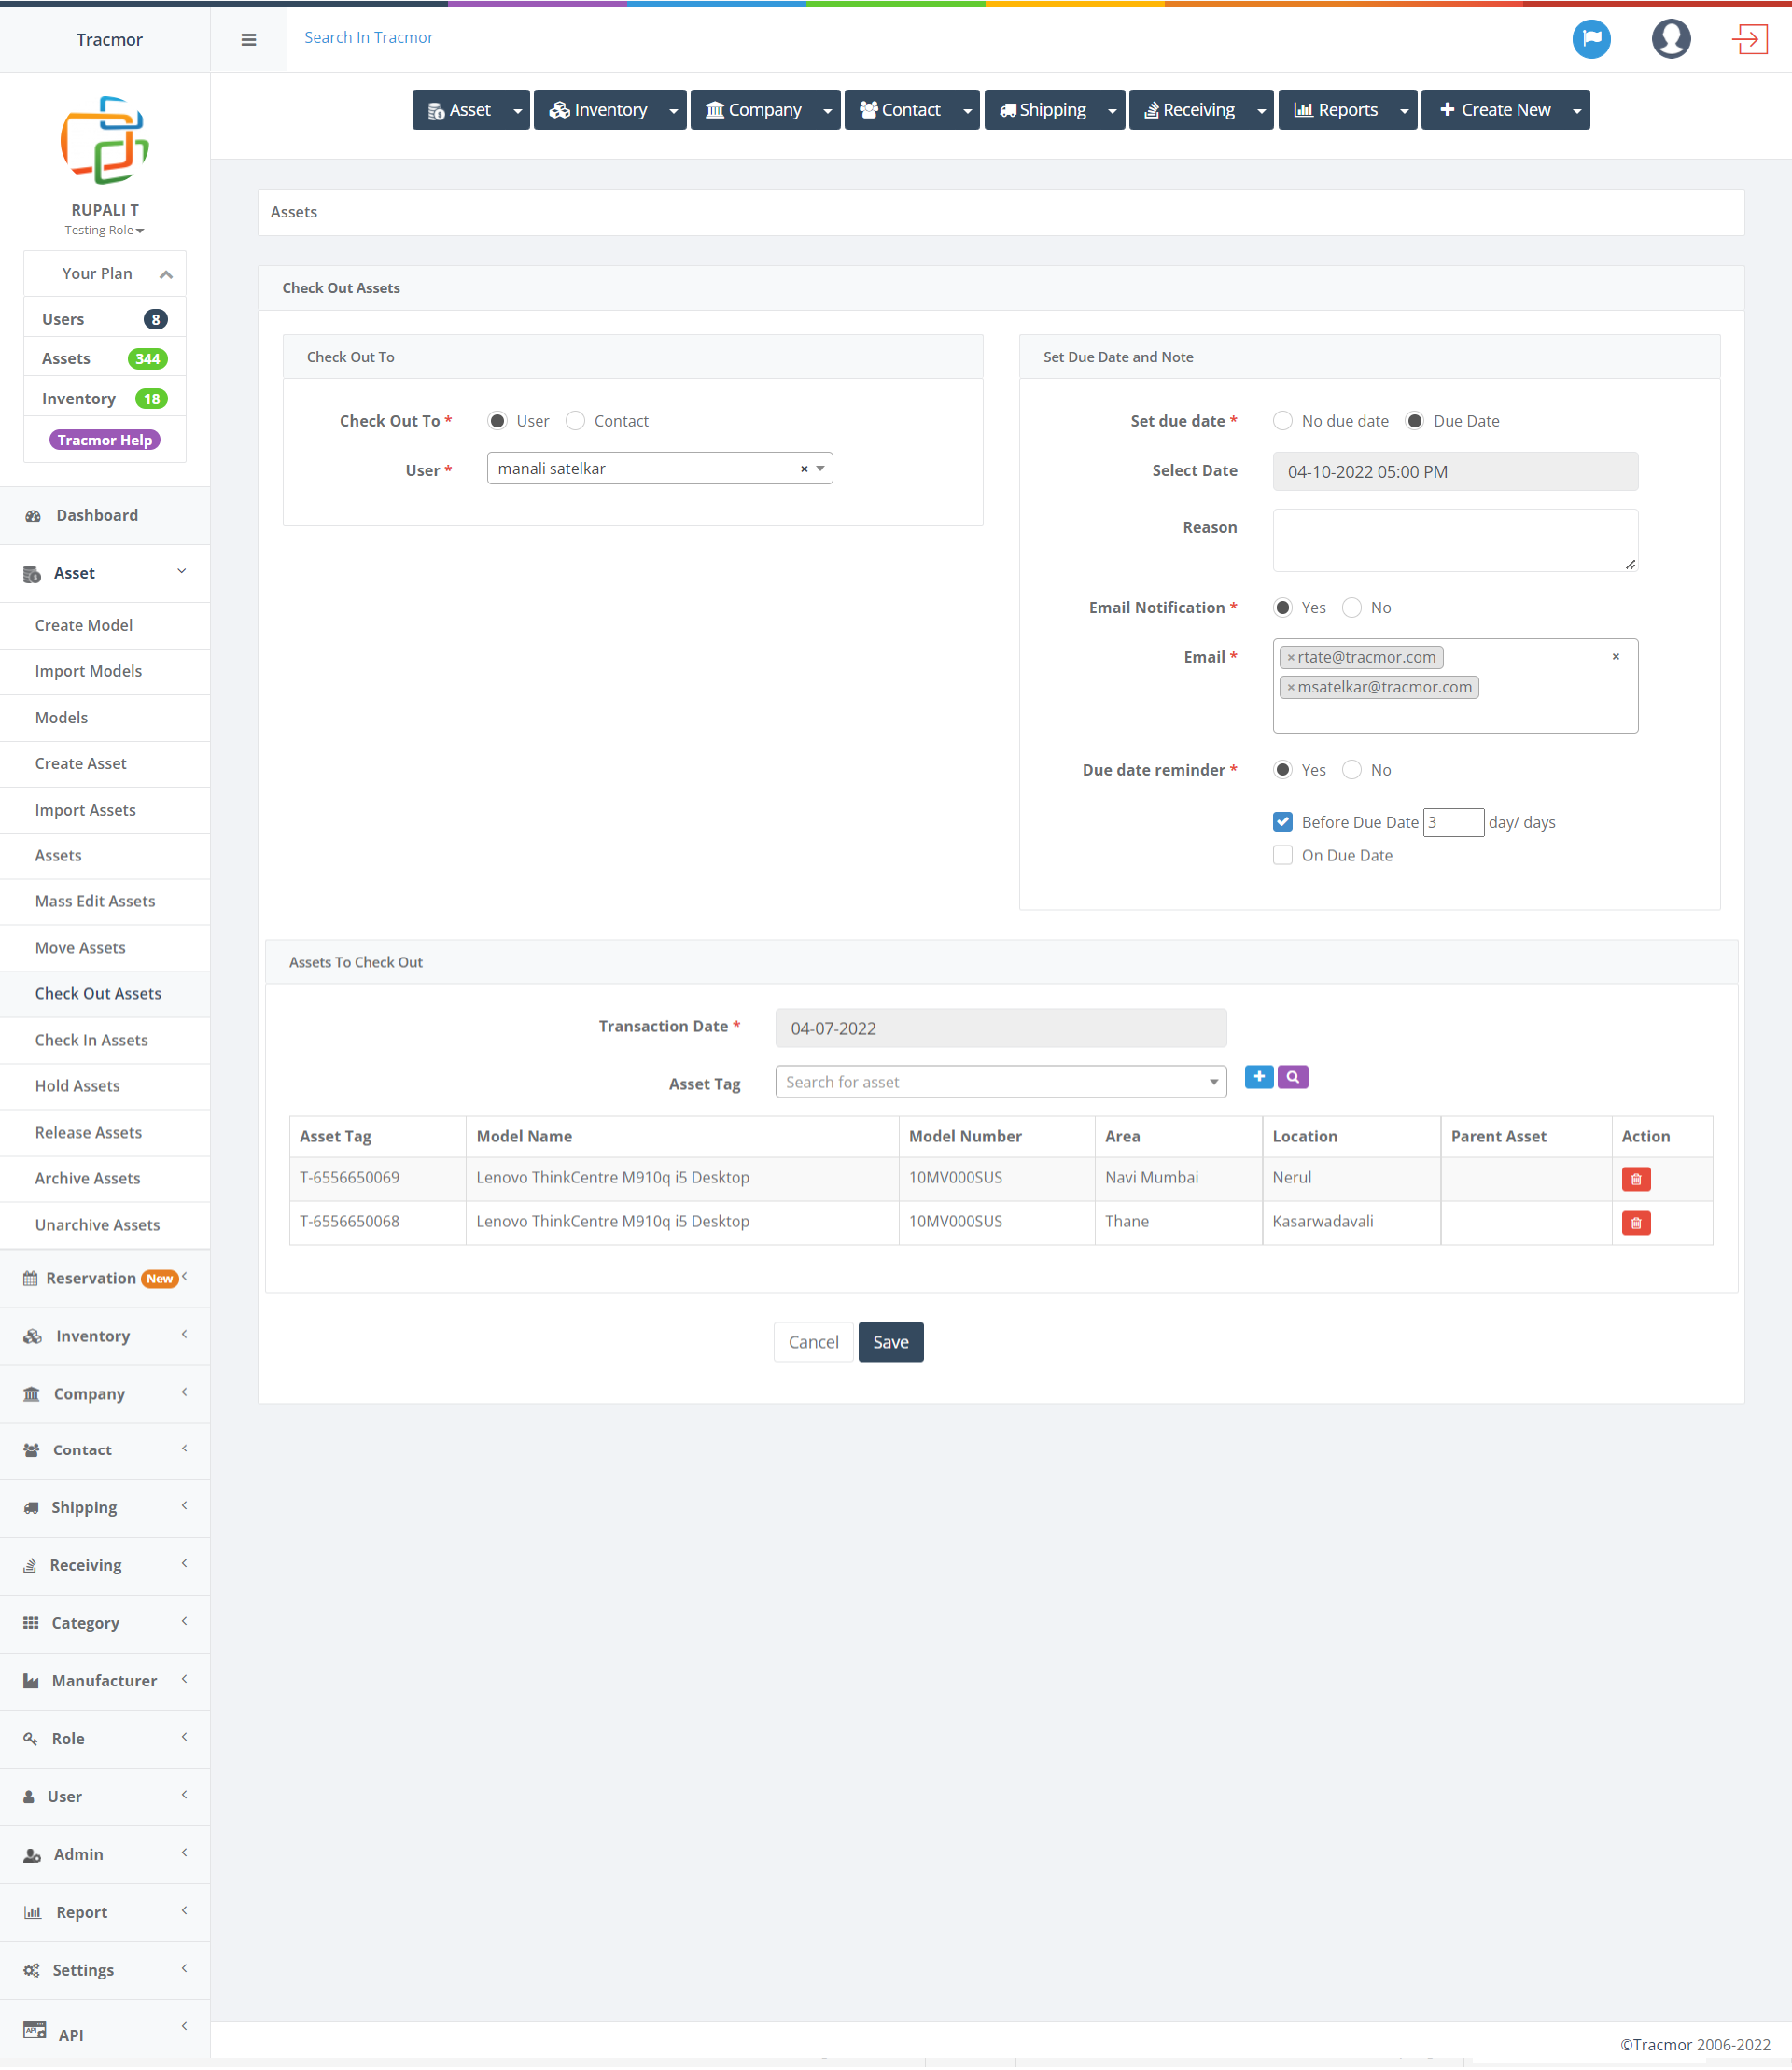 Tracmor
Search In Tracmor
Asset
Inventory
Company
Contact
Shipping
Receiving
Reports
Create New
RUPALI T
Testing Role
Your Plan
Users 8
Assets 344
Inventory 18
Tracmor Help
Dashboard
Asset
Create Model
Import Models
Models
Create Asset
Import Assets
Assets
Mass Edit Assets
Move Assets
Check Out Assets
Check In Assets
Hold Assets
Release Assets
Archive Assets
Unarchive Assets
Reservation New
Inventory
Company
Contact
Shipping
Receiving
Category
Manufacturer
Role
User
Admin
Report
Settings
API
Assets
Check Out Assets
Check Out To
Check Out To * User Contact
User * manali satelkar × 
Set Due Date and Note
Set due date * No due date Due Date
Select Date 04-10-2022 05:00 PM
Reason
Email Notification * Yes No
Email * × rtate@tracmor.com ×
× msatelkar@tracmor.com
Due date reminder * Yes No
Before Due Date 3 day/ days
On Due Date
Assets To Check Out
Transaction Date * 04-07-2022
Asset Tag Search for asset
Asset Tag Model Name Model Number Area Location Parent Asset Action
T-6556650069 Lenovo ThinkCentre M910q i5 Desktop 10MV000SUS Navi Mumbai Nerul
T-6556650068 Lenovo ThinkCentre M910q i5 Desktop 10MV000SUS Thane Kasarwadavali
Cancel Save
©Tracmor 2006-2022